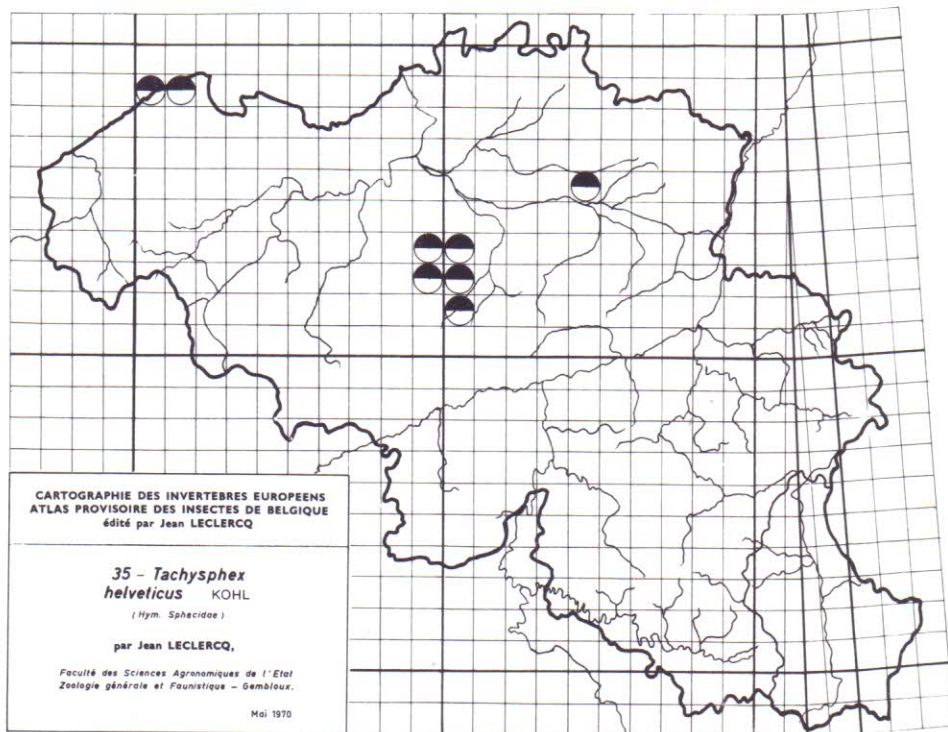 CARTOGRAPHIE DES INVERTEBRES EUROPEENS
ATLAS PROVISOIRE DES INSECTES DE BELGIQUE
édité par Jean LECLERCQ
35 - Tachysphex
helveticus KOHL
(Hym. Sphecidae)
par Jean LECLERCQ,
Faculté des Sciences Agronomiques de l'Etat
Zoologie générale et Faunistique - Gembloux.
Mai 1970